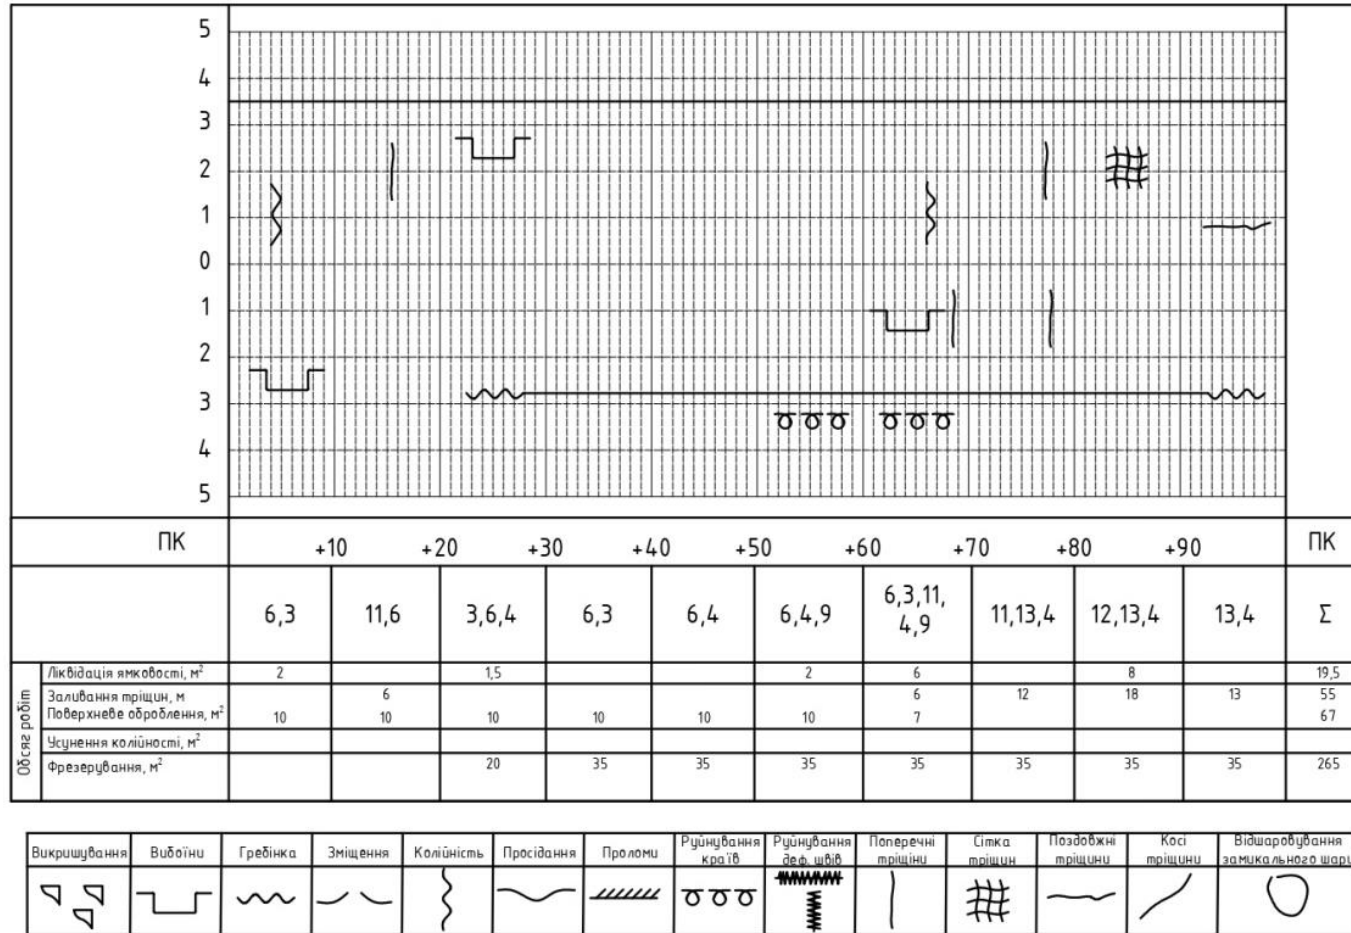 5
4
3
2
1
0
1
2
3
4
5
ПК +10 +20 +30 +40 +50 +60 +70 +80 +90 ПК
6,3 11,6 3,6,4 6,3 6,4 6,4,9 6,3,11, 4,9 11,13,4 12,13,4 13,4 Σ
Обсяг робіт
Ліквідація ямковості, м² 2 1,5 2 6 8 19,5
Заливання тріщин, м 6 6 12 18 13 55
Поверхневе оброблення, м² 10 10 10 10 10 10 7 67
Усунення колійності, м²
Фрезерування, м² 20 35 35 35 35 35 35 35 265
Викришування Вибоїни Гребінка Зміщення Колійність Просідання Проломи Руйнування країв Руйнування деф. швів Поперечні тріщіни Сітка тріщин Поздовжні тріщини Косі тріщини Відшаровування замикального шару